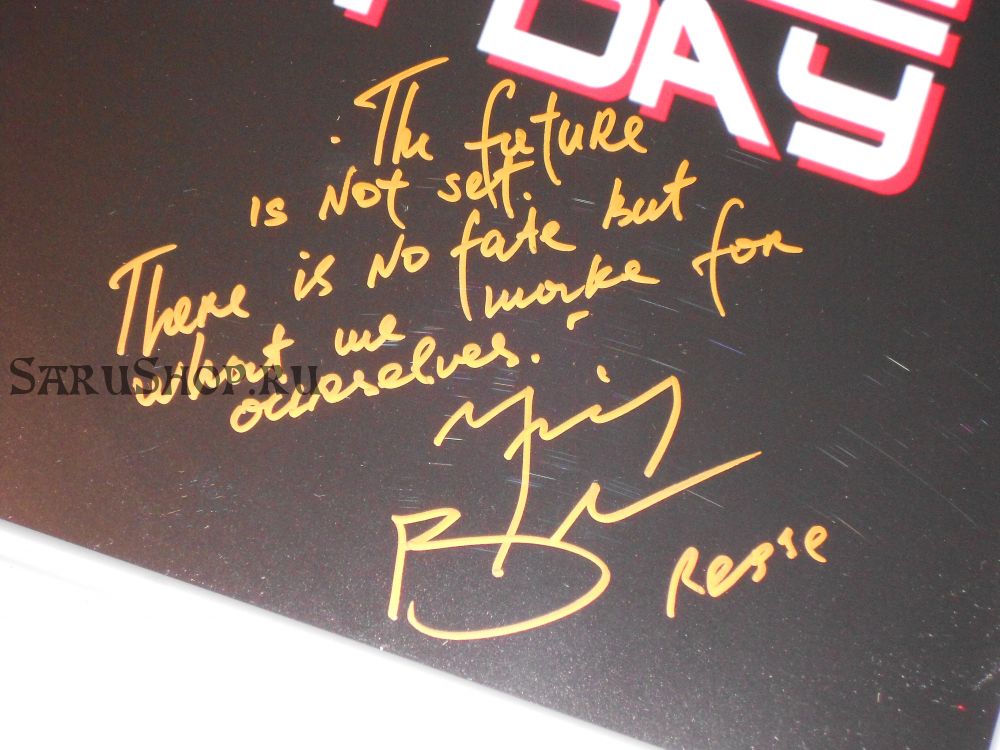 DAY
The future
is Not set.
There is No fate but
what we make for
ourselves."
SARUSHOP.RU
Reese